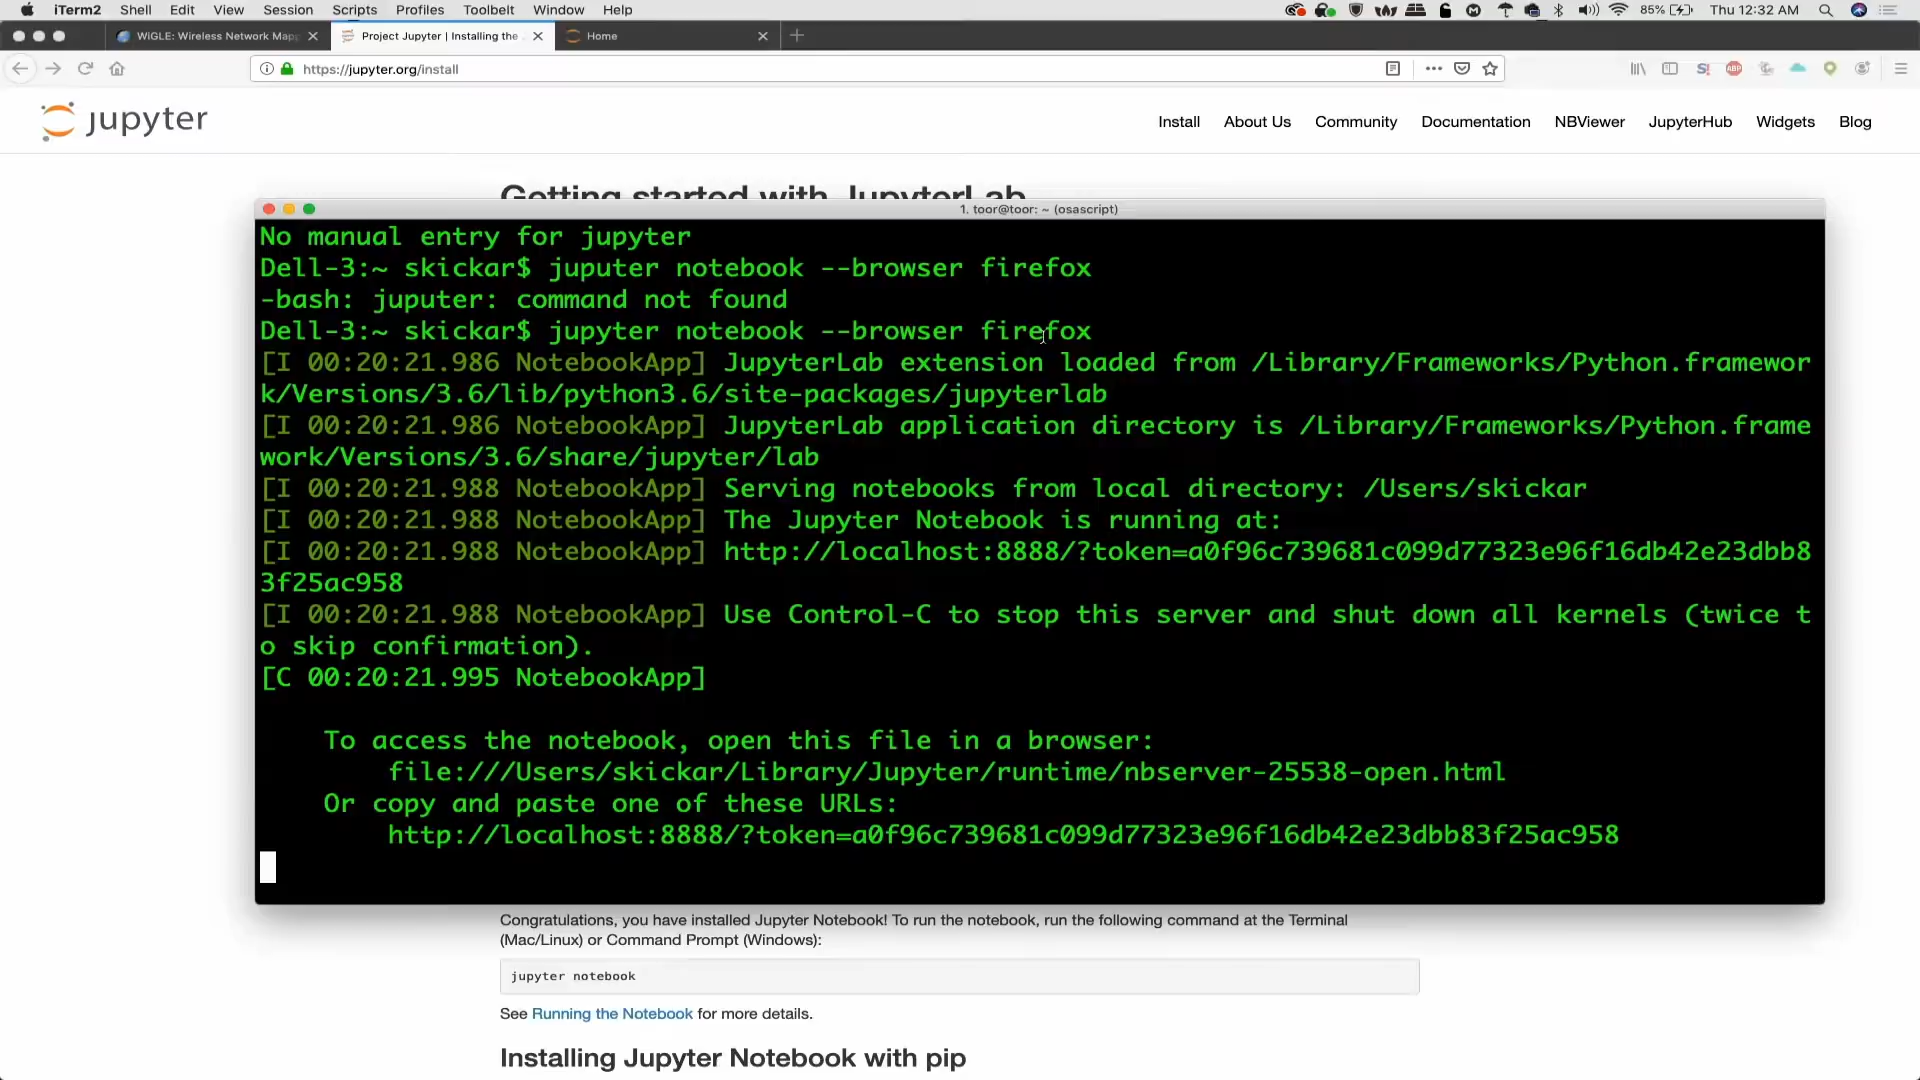 iTerm2 Shell Edit View Session Scripts Profiles Toolbelt Window Help 85% Thu 12:32 AM
WiGLE: Wireless Network Map Project Jupyter | Installing the Home
https://jupyter.org/install
jupyter Install About Us Community Documentation NBViewer JupyterHub Widgets Blog
Getting started with JupyterLab
1. toor@toor: ~ (osascript)
No manual entry for jupyter
Dell-3:~ skickar$ juputer notebook --browser firefox
-bash: juputer: command not found
Dell-3:~ skickar$ jupyter notebook --browser firefox
[I 00:20:21.986 NotebookApp] JupyterLab extension loaded from /Library/Frameworks/Python.framewor
k/Versions/3.6/lib/python3.6/site-packages/jupyterlab
[I 00:20:21.986 NotebookApp] JupyterLab application directory is /Library/Frameworks/Python.frame
work/Versions/3.6/share/jupyter/lab
[I 00:20:21.988 NotebookApp] Serving notebooks from local directory: /Users/skickar
[I 00:20:21.988 NotebookApp] The Jupyter Notebook is running at:
[I 00:20:21.988 NotebookApp] http://localhost:8888/?token=a0f96c739681c099d77323e96f16db42e23dbb8
3f25ac958
[I 00:20:21.988 NotebookApp] Use Control-C to stop this server and shut down all kernels (twice t
o skip confirmation).
[C 00:20:21.995 NotebookApp]
To access the notebook, open this file in a browser:
file:///Users/skickar/Library/Jupyter/runtime/nbserver-25538-open.html
Or copy and paste one of these URLs:
http://localhost:8888/?token=a0f96c739681c099d77323e96f16db42e23dbb83f25ac958
Congratulations, you have installed Jupyter Notebook! To run the notebook, run the following command at the Terminal
(Mac/Linux) or Command Prompt (Windows):
jupyter notebook
See Running the Notebook for more details.
Installing Jupyter Notebook with pip